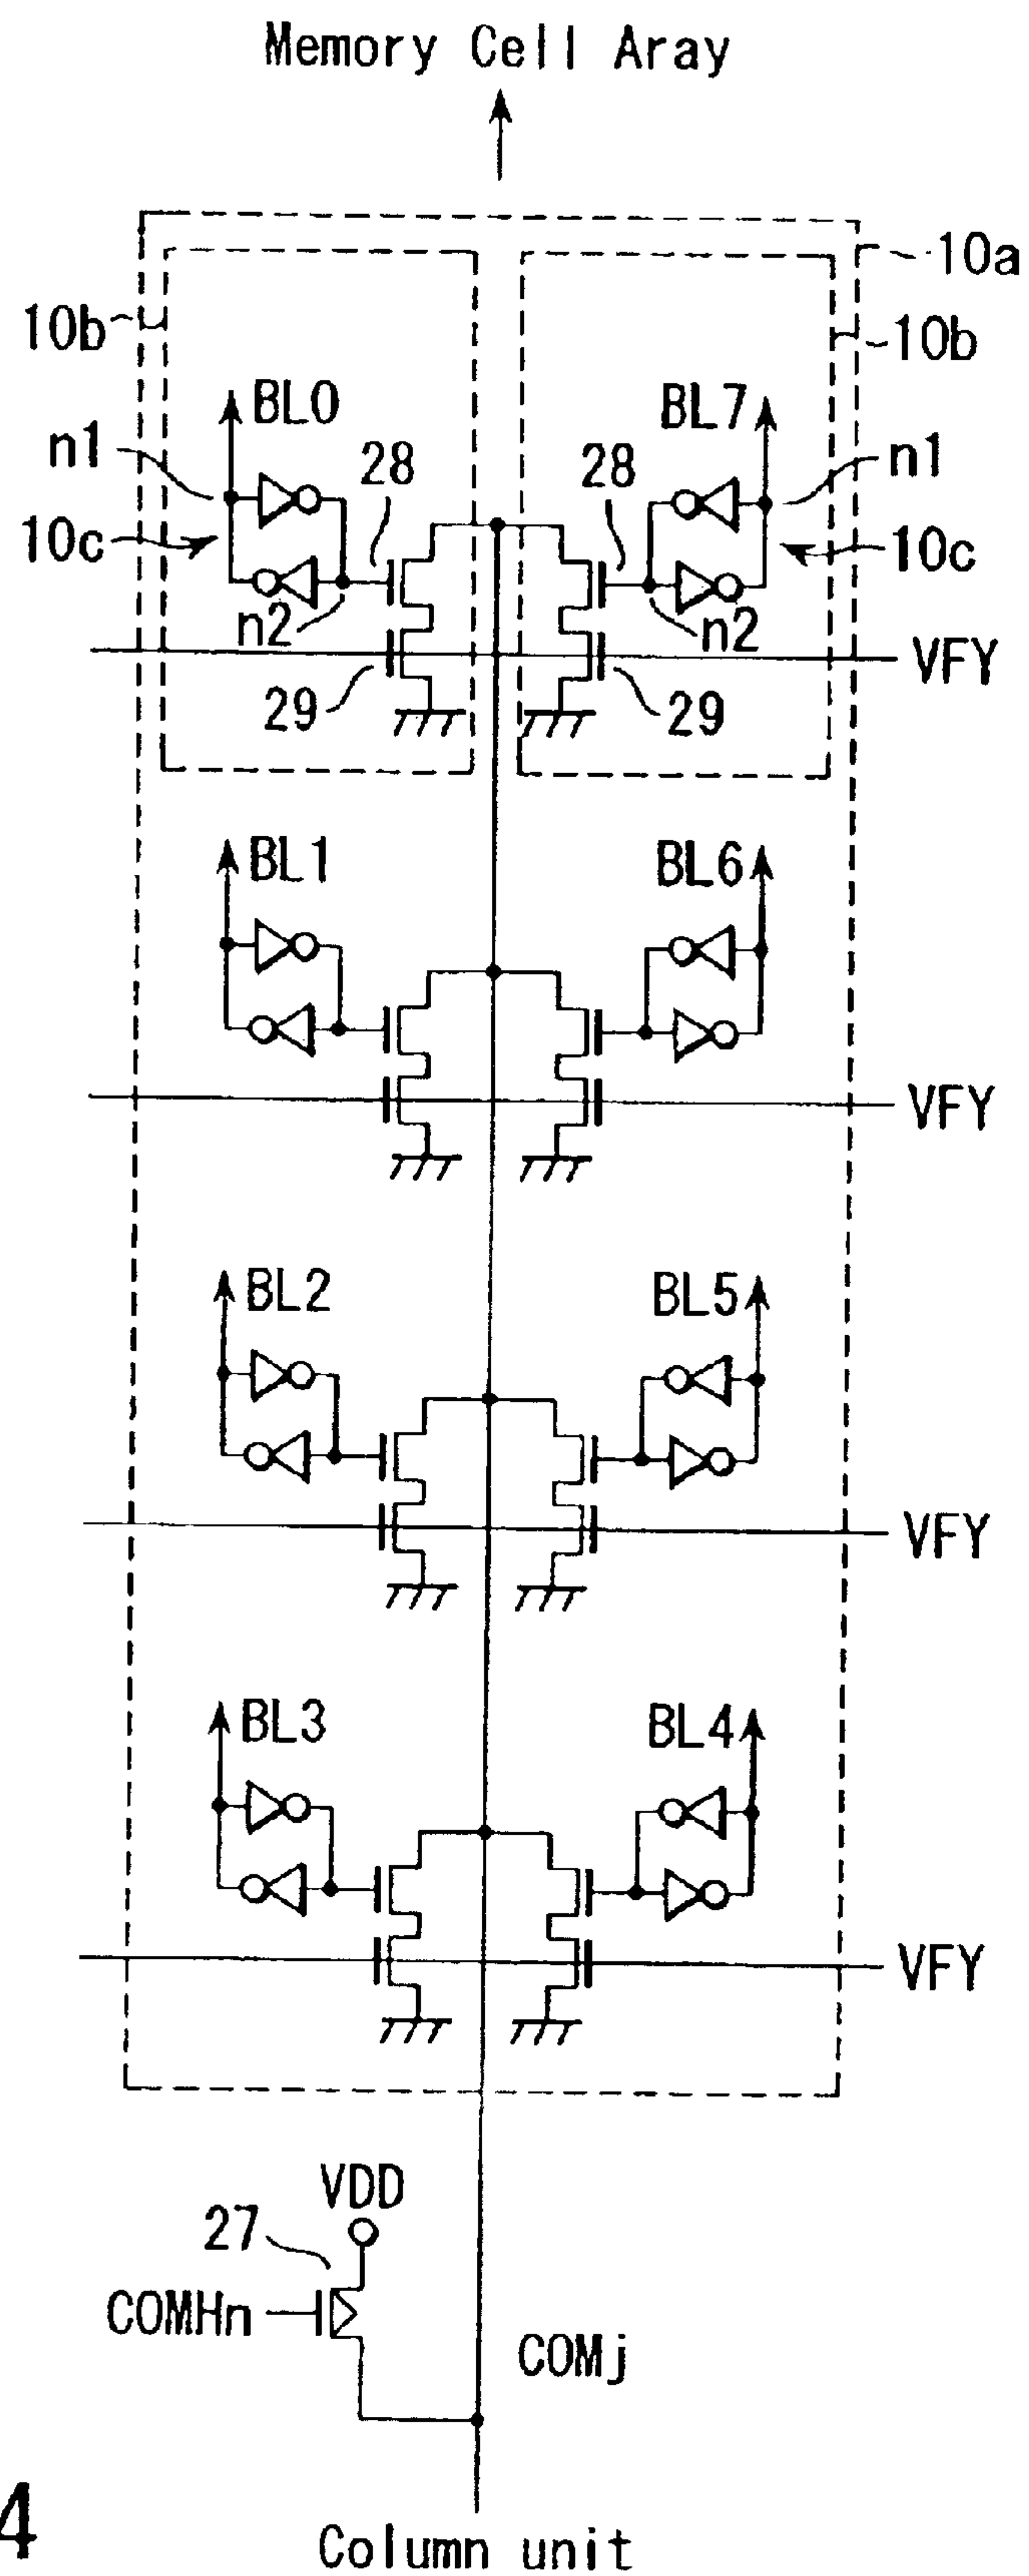 Memory Cell Aray
10a
10b
10b
BL0
BL7
n1
28
28
n1
10c
10c
n2
n2
VFY
29
29
BL1
BL6
VFY
BL2
BL5
VFY
BL3
BL4
VFY
VDD
27
COMHn
COMj
4
Column unit